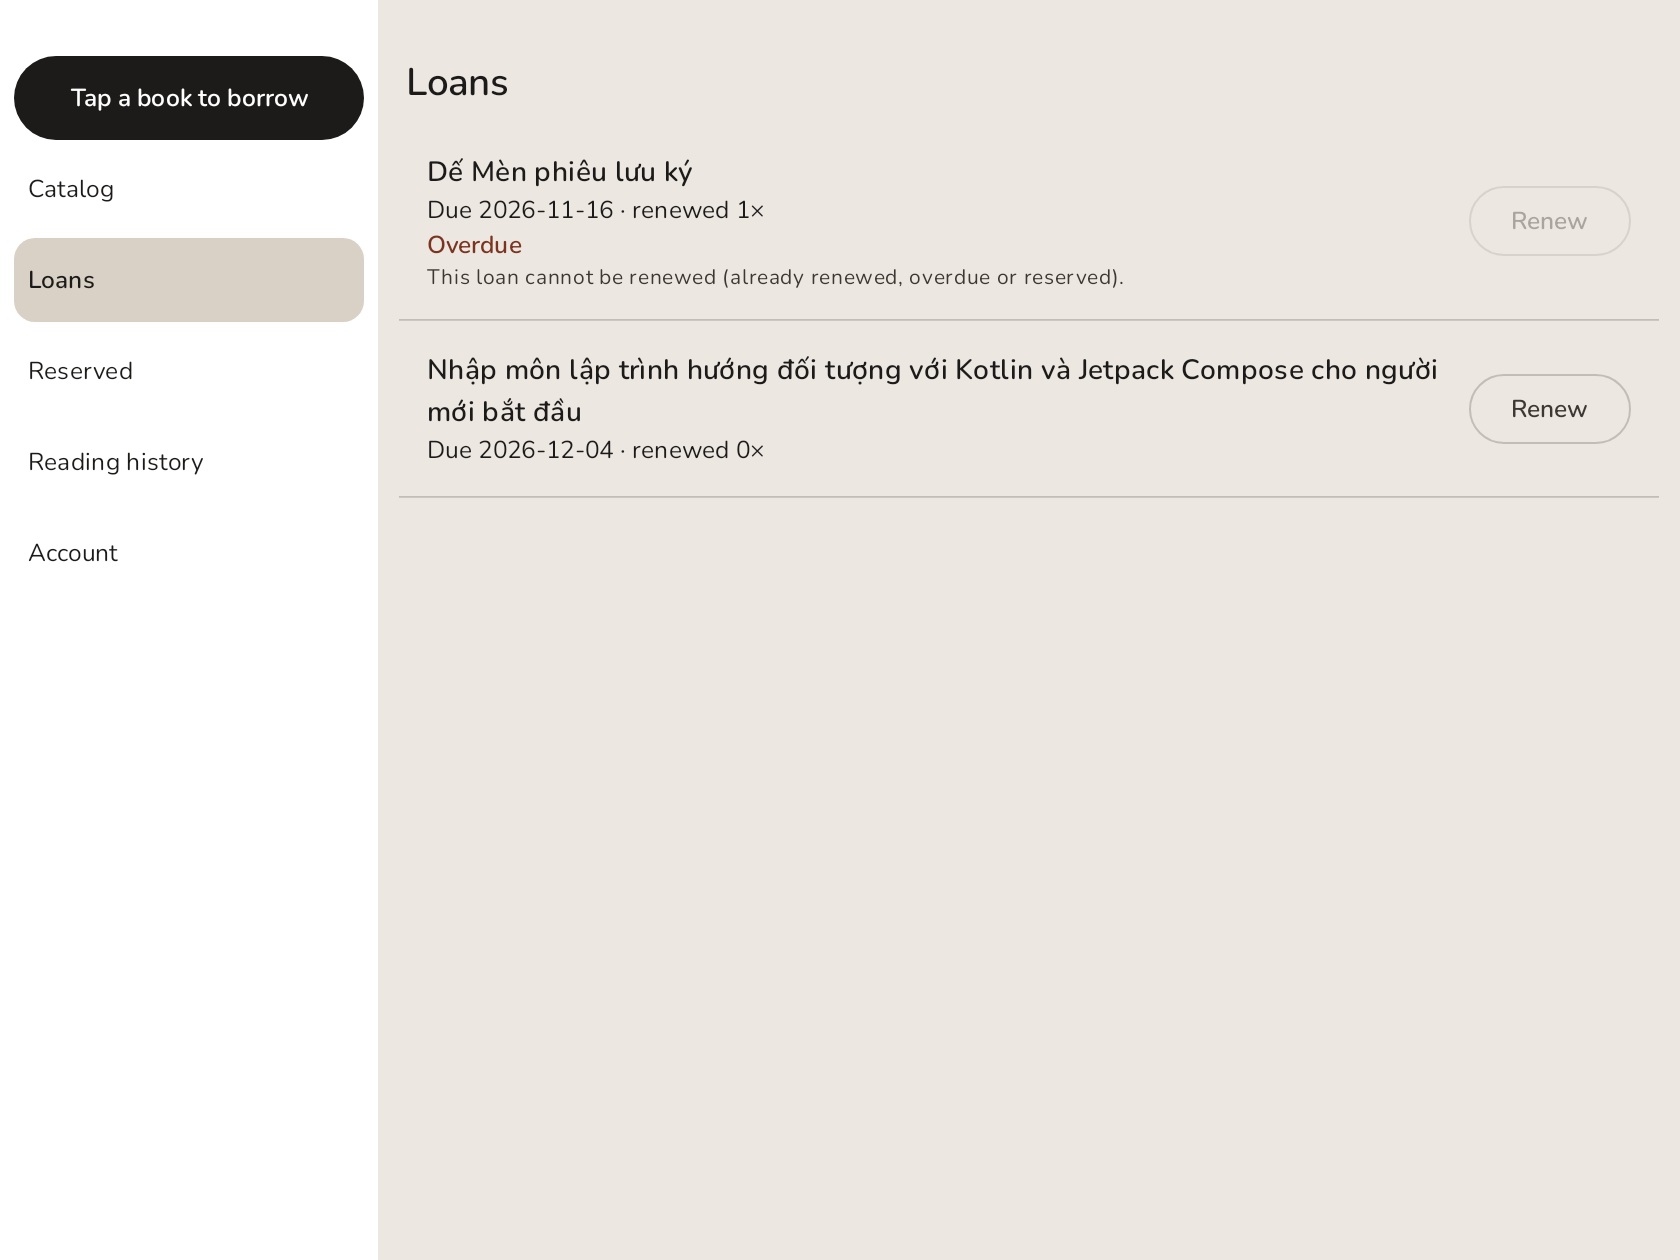 Tap a book to borrow
Catalog
Loans
Reserved
Reading history
Account
Loans
Dế Mèn phiêu lưu ký
Due 2026-11-16 · renewed 1×
Overdue
This loan cannot be renewed (already renewed, overdue or reserved).
Renew
Nhập môn lập trình hướng đối tượng với Kotlin và Jetpack Compose cho người
mới bắt đầu
Due 2026-12-04 · renewed 0×
Renew